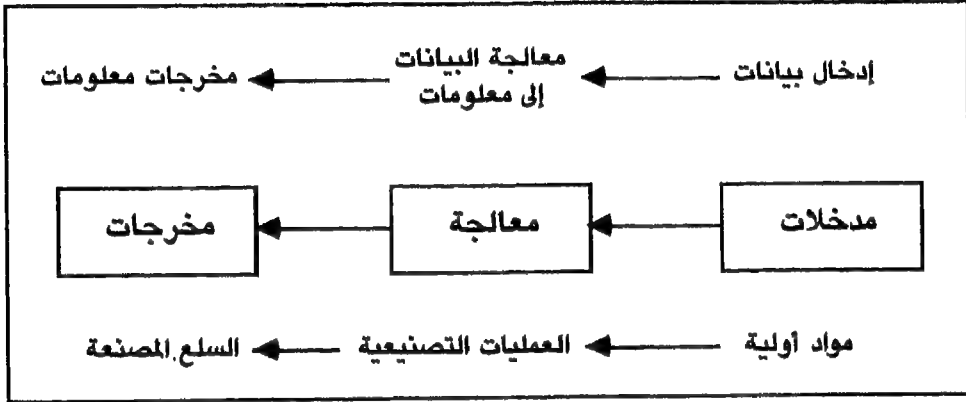 إدخال بيانات
معالجة البيانات
إلى معلومات
مخرجات معلومات
مدخلات
معالجة
مخرجات
مواد أولية
العمليات التصنيعية
السلع المصنعة